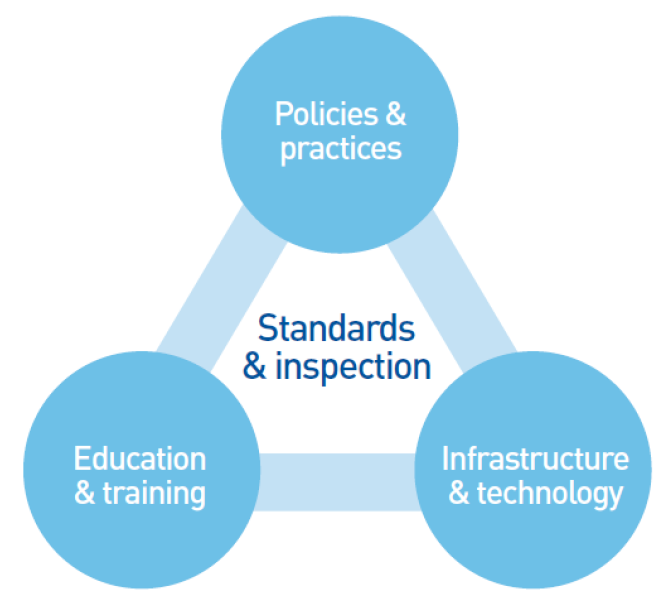 Policies &
practices
Standards
& inspection
Education
& training
Infrastructure
& technology